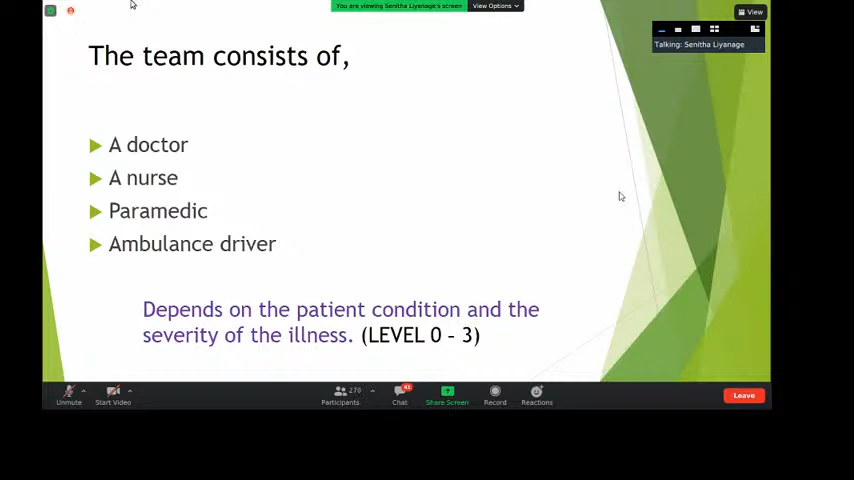 You are viewing Senitha Liyanage's screen
View Options
View
Talking: Senitha Liyanage
The team consists of,
A doctor
A nurse
Paramedic
Ambulance driver
Depends on the patient condition and the
severity of the illness. (LEVEL 0 - 3)
Unmute
Start Video
Participants
276
Chat
41
Share Screen
Record
Reactions
Leave